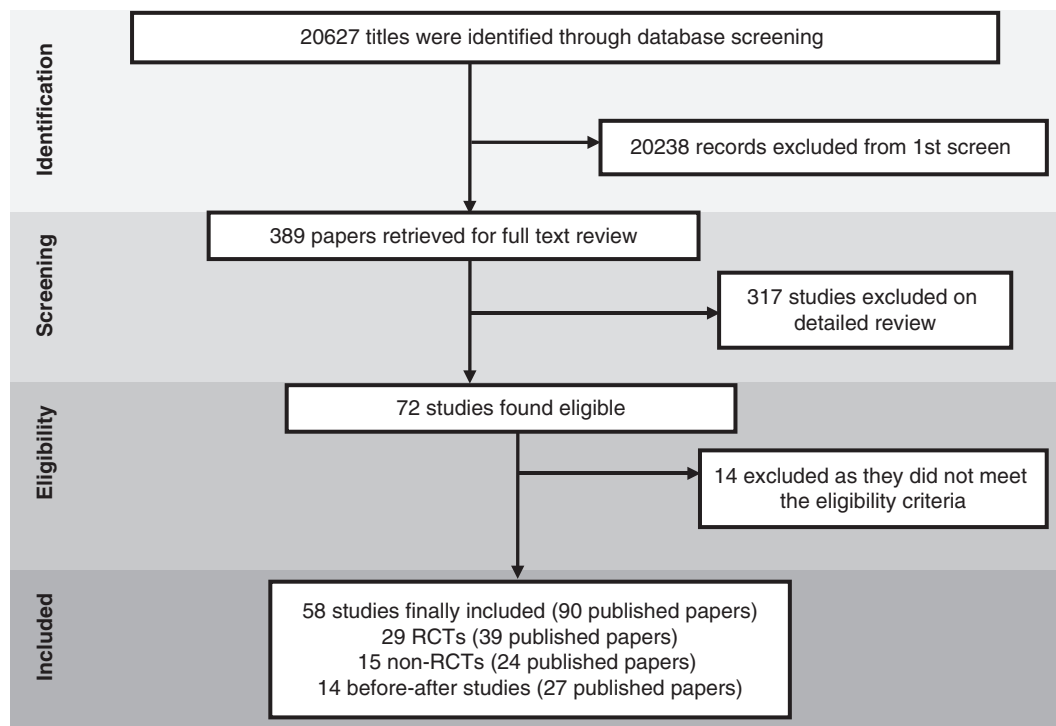 Identification
20627 titles were identified through database screening
20238 records excluded from 1st screen
Screening
389 papers retrieved for full text review
317 studies excluded on
detailed review
Eligibility
72 studies found eligible
14 excluded as they did not meet
the eligibility criteria
Included
58 studies finally included (90 published papers)
29 RCTs (39 published papers)
15 non-RCTs (24 published papers)
14 before-after studies (27 published papers)